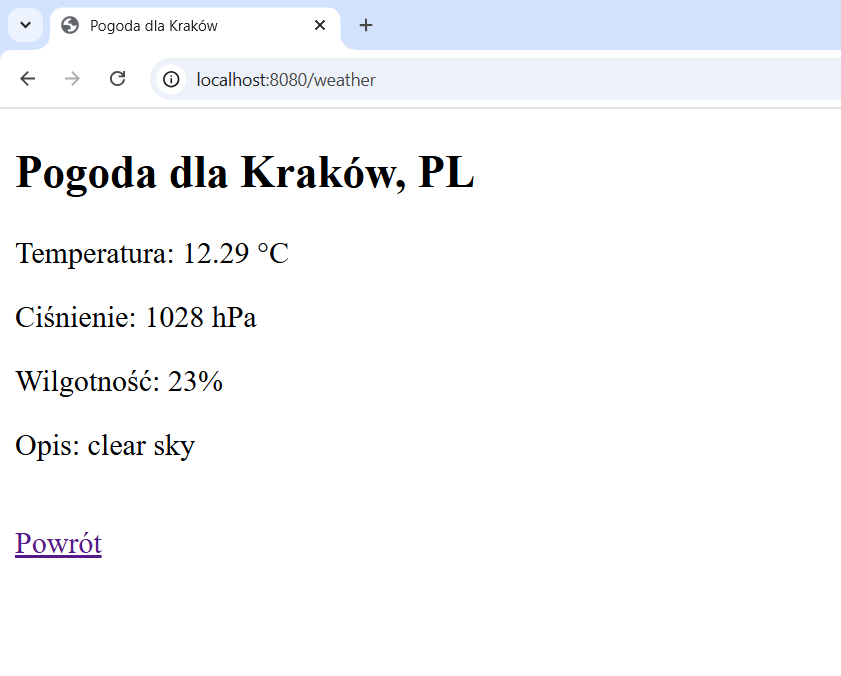 Pogoda dla Kraków
localhost:8080/weather
Pogoda dla Kraków, PL
Temperatura: 12.29 °C
Ciśnienie: 1028 hPa
Wilgotność: 23%
Opis: clear sky
Powrót